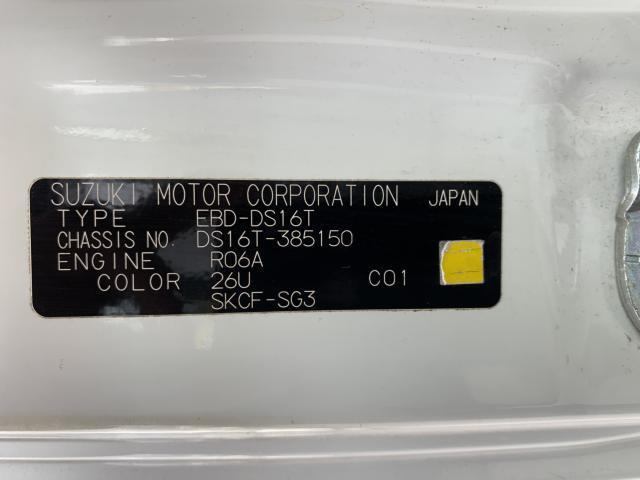 SUZUKI MOTOR CORPORATION JAPAN
TYPE EBD-DS16T
CHASSIS NO. DS16T-385150
ENGINE R06A
COLOR 26U C01
SKCF-SG3